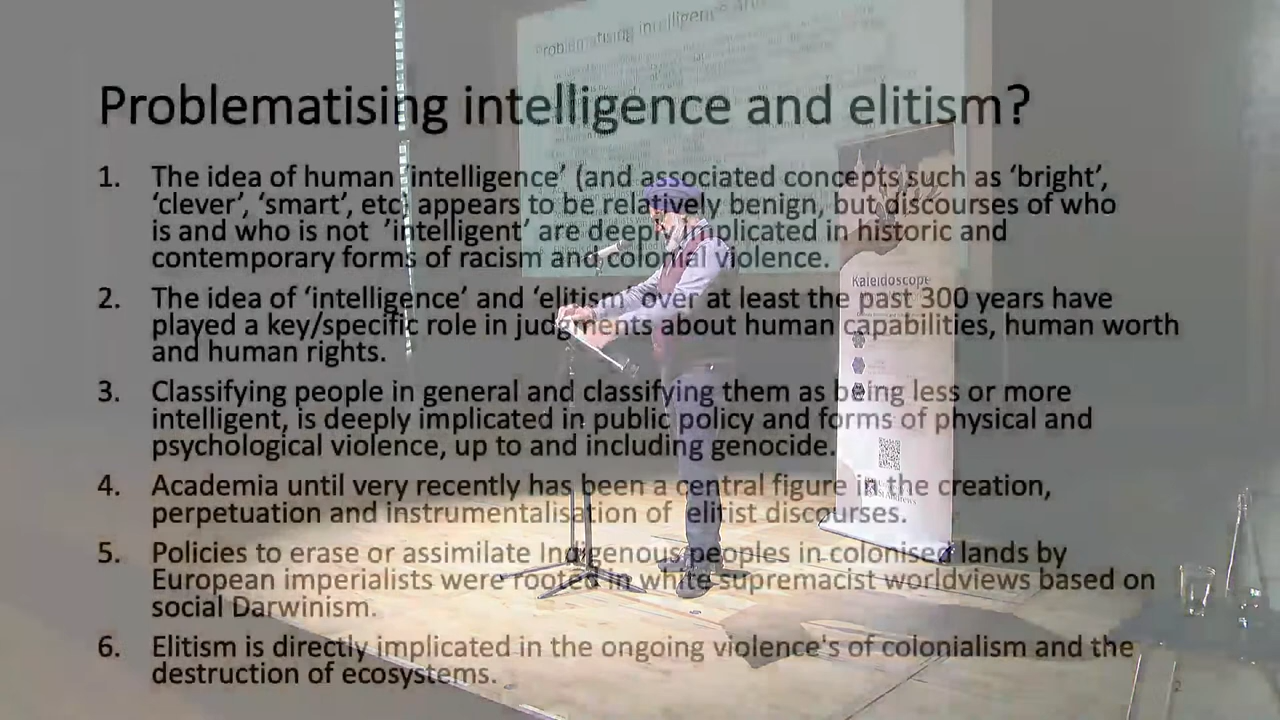 Problematising intelligence and elitism?
1. The idea of human 'intelligence' (and associated concepts such as 'bright',
'clever', 'smart', etc) appears to be relatively benign, but discourses of who
is and who is not 'intelligent' are deeply implicated in historic and
contemporary forms of racism and colonial violence.
2. The idea of 'intelligence' and 'elitism' over at least the past 300 years have
played a key/specific role in judgments about human capabilities, human worth
and human rights.
3. Classifying people in general and classifying them as being less or more
intelligent, is deeply implicated in public policy and forms of physical and
psychological violence, up to and including genocide.
4. Academia until very recently has been a central figure in the creation,
perpetuation and instrumentalisation of elitist discourses.
5. Policies to erase or assimilate Indigenous peoples in colonised lands by
European imperialists were rooted in white supremacist worldviews based on
social Darwinism.
6. Elitism is directly implicated in the ongoing violence's of colonialism and the
destruction of ecosystems.
2
Problematising intelligence and
Kaleidoscope
St Andrews